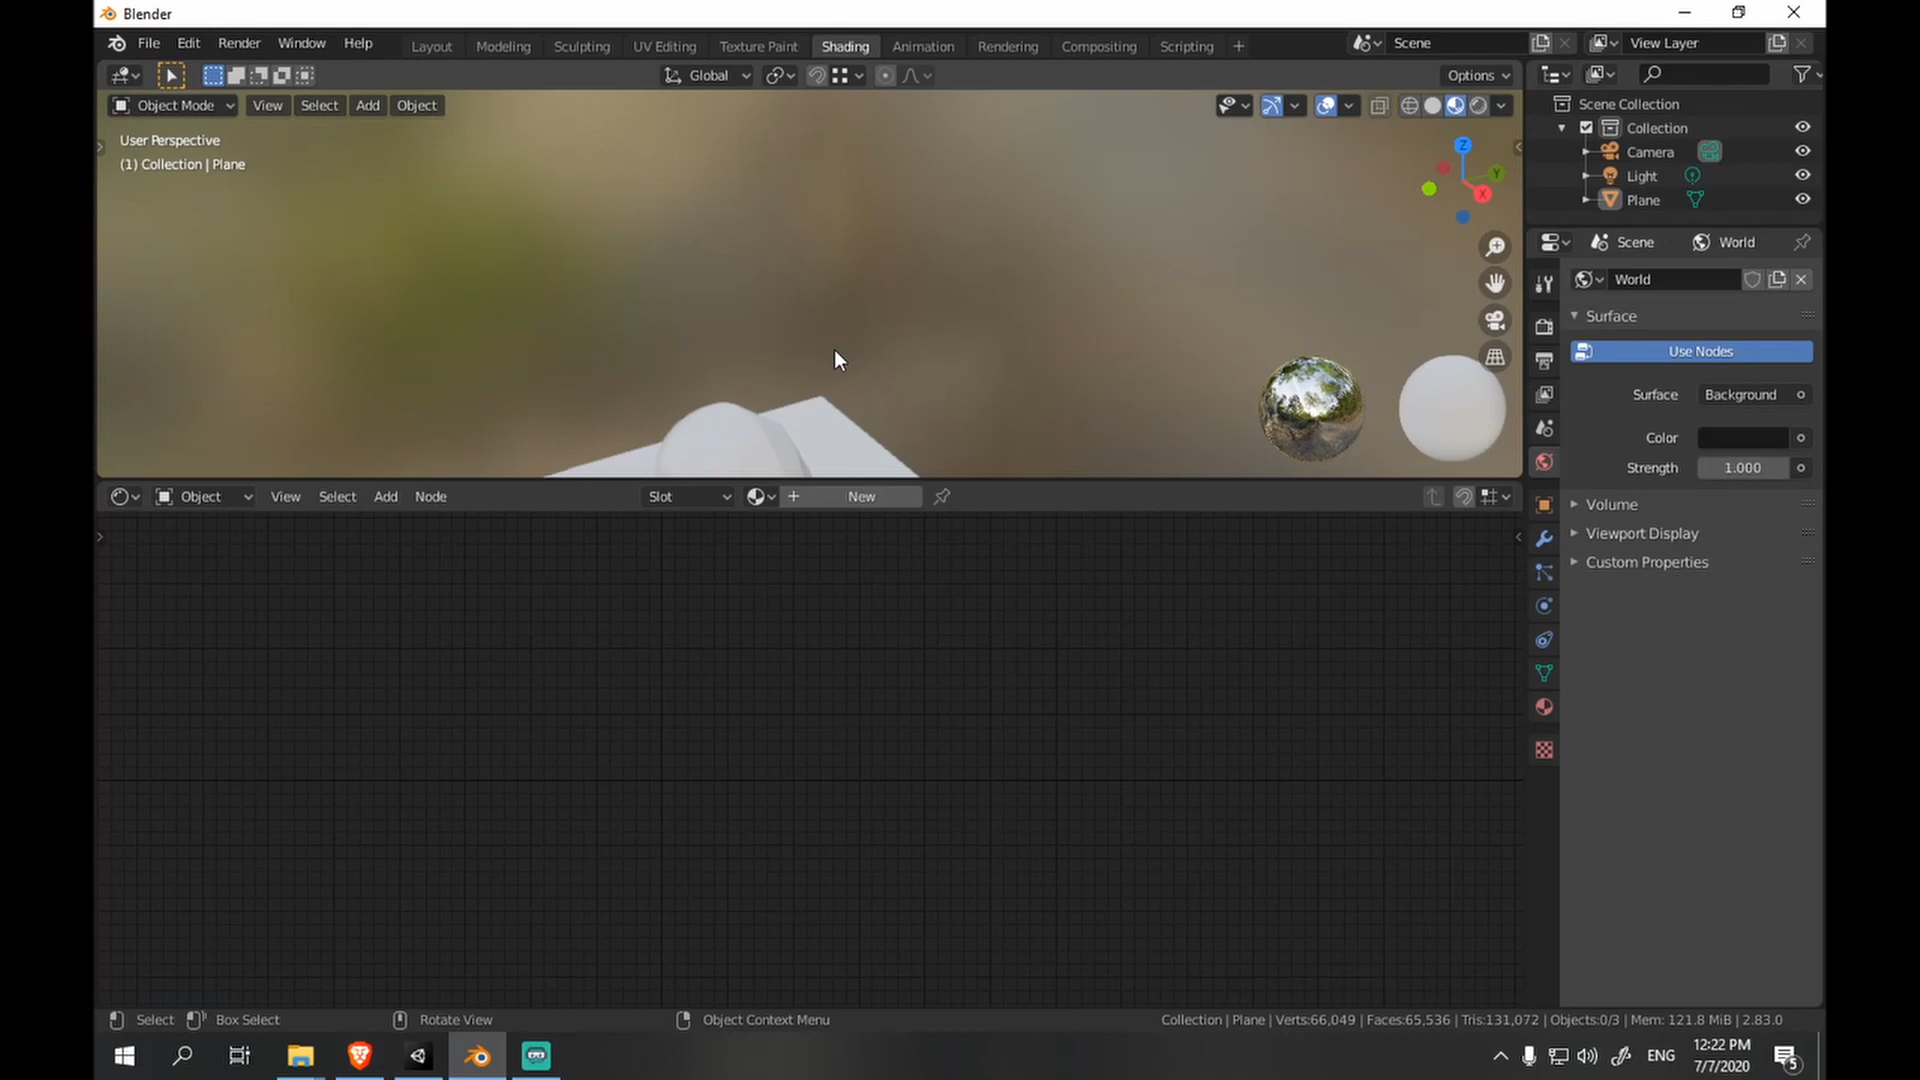 Blender
File Edit Render Window Help
Layout Modeling Sculpting UV Editing Texture Paint Shading Animation Rendering Compositing Scripting +
Scene
View Layer
Global
Options
Object Mode View Select Add Object
User Perspective
(1) Collection | Plane
Z
Y
X
Scene Collection
Collection
Camera
Light
Plane
Scene World
World
Surface
Use Nodes
Surface Background
Color
Strength 1.000
Volume
Viewport Display
Custom Properties
Object View Select Add Node
Slot
New
Select Box Select Rotate View Object Context Menu
Collection | Plane | Verts:66,049 | Faces:65,536 | Tris:131,072 | Objects:0/3 | Mem: 121.8 MiB | 2.83.0
ENG
12:22 PM
7/7/2020
5